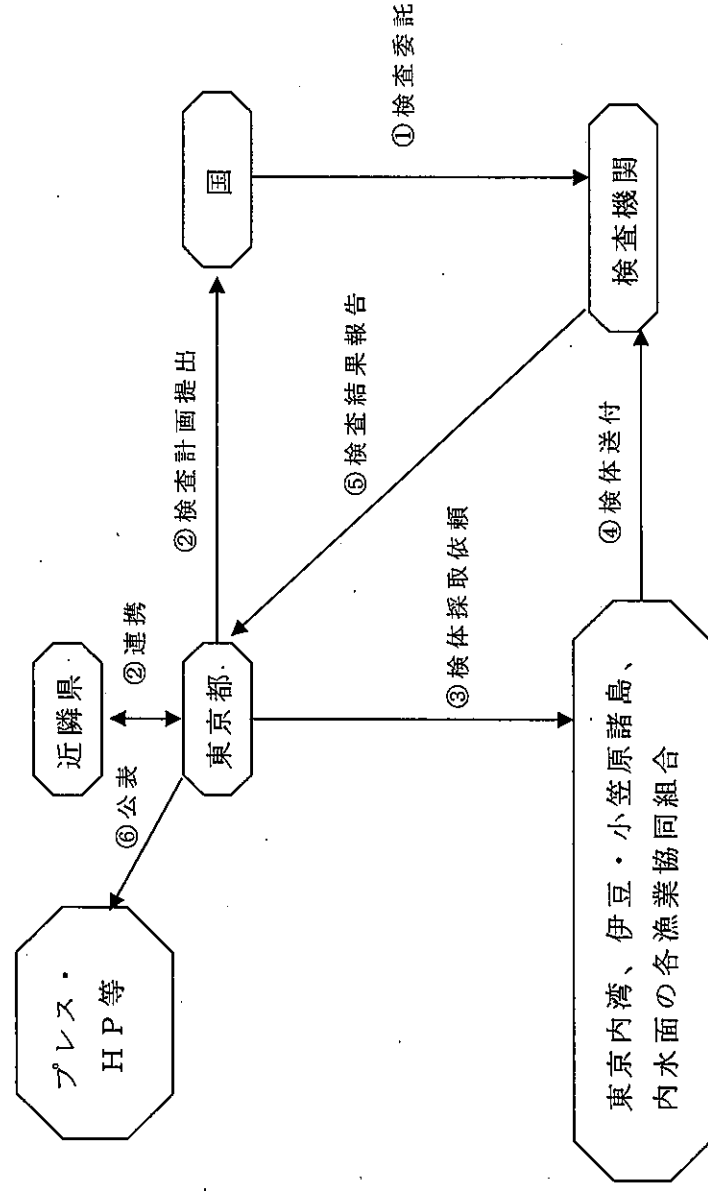 プレス・
ＨＰ等
⑥公表
近隣県
②連携
東京都
②検査計画提出
国
①検査委託
⑤検査結果報告
③検体採取依頼
検査機関
④検体送付
東京内湾、伊豆・小笠原諸島、
内水面の各漁業協同組合